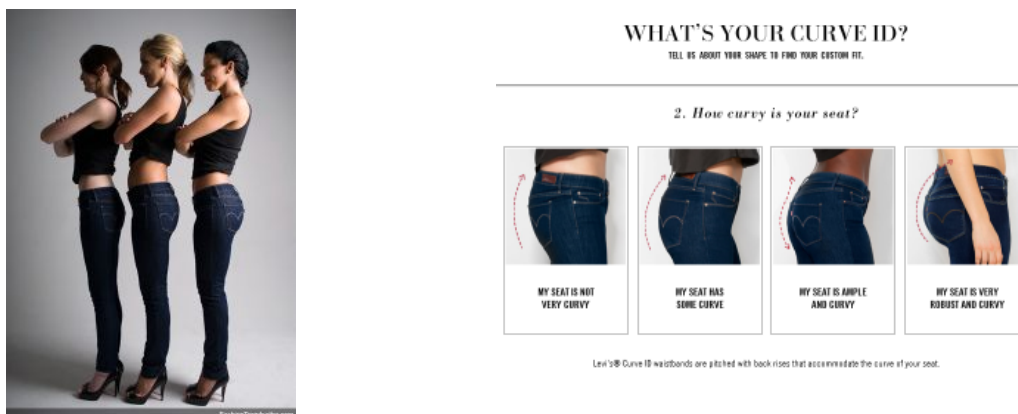 WHAT'S YOUR CURVE ID?
TELL US ABOUT YOUR SHAPE TO FIND YOUR CUSTOM FIT.
2. How curvy is your seat?
MY SEAT IS NOT
VERY CURVY
MY SEAT HAS
SOME CURVE
MY SEAT IS AMPLE
AND CURVY
MY SEAT IS VERY
ROBUST AND CURVY
Levi's® Curve ID waistbands are pitched with back rises that accommodate the curve of your seat.